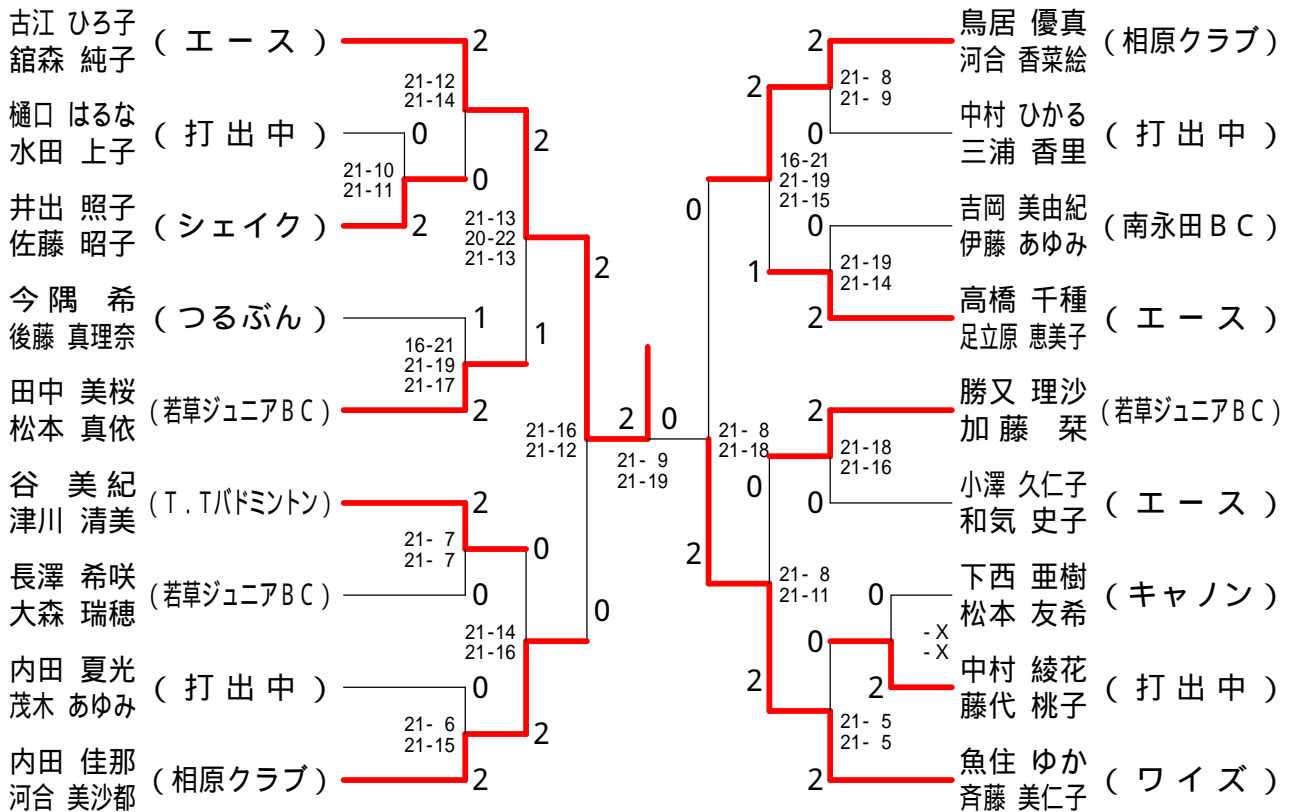 古江 ひろ子
舘森 純子
( エ ー ス )
2
21-12
21-14
樋口 はるな
水田 上子
( 打 出 中 )
0
2
21-10
21-11
0
井出 照子
佐藤 昭子
(シェイク)
2
21-13
20-22
21-13
2
今 隅 希
後藤 真理奈
(つるぶん)
1
16-21
21-19
21-17
1
田中 美桜
松本 真依
(若草ジュニアBC)
2
21-16
21-12
谷 美 紀
津川 清美
(T.Tバドミントン)
2
21- 7
21- 7
0
長澤 希咲
大森 瑞穂
(若草ジュニアBC)
0
0
21-14
21-16
内田 夏光
茂木 あゆみ
( 打 出 中 )
0
21- 6
21-15
2
内田 佳那
河合 美沙都
(相原クラブ)
2
2 0
21- 9
21-19
2
鳥居 優真
河合 香菜絵
(相原クラブ)
2
21- 8
21- 9
0
中村 ひかる
三浦 香里
( 打 出 中 )
16-21
21-19
21-15
0
0
吉岡 美由紀
伊藤 あゆみ
(南永田BC)
1
21-19
21-14
2
高橋 千種
足立原 恵美子
( エ ー ス )
2
勝又 理沙
加 藤 栞
(若草ジュニアBC)
21- 8
21-18
21-18
21-16
0
0
小澤 久仁子
和気 史子
( エ ー ス )
2
21- 8
21-11
0
下西 亜樹
松本 友希
(キャノン)
0
- X
- X
2
2
中村 綾花
藤代 桃子
( 打 出 中 )
21- 5
21- 5
2
魚住 ゆか
斉藤 美仁子
(ワイズ)